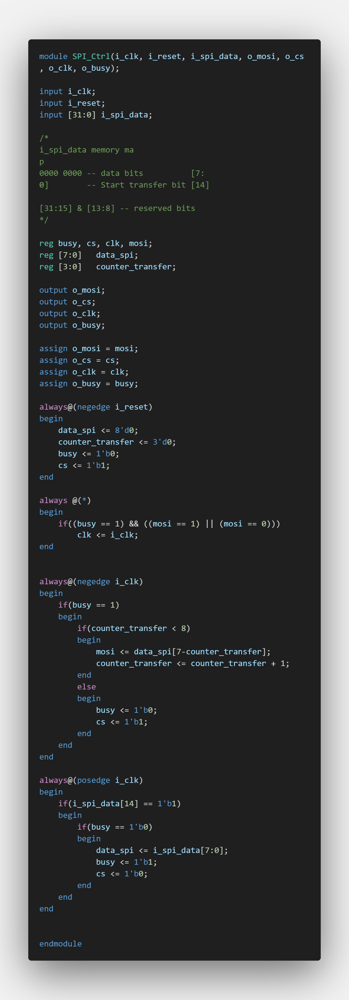 module SPI_Ctrl(i_clk, i_reset, i_spi_data, o_mosi, o_cs
, o_clk, o_busy);
input i_clk;
input i_reset;
input [31:0] i_spi_data;
/*
i_spi_data memory ma
p
0000 0000 -- data bits          [7:
0]        -- Start transfer bit [14]
[31:15] & [13:8] -- reserved bits
*/
reg busy, cs, clk, mosi;
reg [7:0]   data_spi;
reg [3:0]   counter_transfer;
output o_mosi;
output o_cs;
output o_clk;
output o_busy;
assign o_mosi = mosi;
assign o_cs = cs;
assign o_clk = clk;
assign o_busy = busy;
always@(negedge i_reset)
begin
    data_spi <= 8'd0;
    counter_transfer <= 3'd0;
    busy <= 1'b0;
    cs <= 1'b1;
end
always @(*)
begin
    if((busy == 1) && ((mosi == 1) || (mosi == 0)))
        clk <= i_clk;
end
always@(negedge i_clk)
begin
    if(busy == 1)
    begin
        if(counter_transfer < 8)
        begin
            mosi <= data_spi[7-counter_transfer];
            counter_transfer <= counter_transfer + 1;
        end
        else
        begin
            busy <= 1'b0;
            cs <= 1'b1;
        end
    end
end
always@(posedge i_clk)
begin
    if(i_spi_data[14] == 1'b1)
    begin
        if(busy == 1'b0)
        begin
            data_spi <= i_spi_data[7:0];
            busy <= 1'b1;
            cs <= 1'b0;
        end
    end
end
endmodule